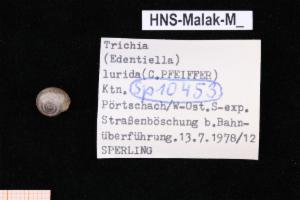 HNS-Malak-M_
Trichia
(Edentiella)
lurida(C.PFEIFFER)
Ktn. Sp10453
Pörtschach/W-Ost.S-exp.
Straßenböschung b.Bahn-
überführung.13.7.1978/12
SPERLING